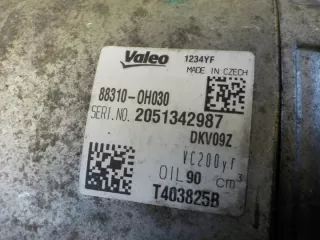 Valeo 1234YF
MADE IN CZECH
88310-0H030
SERI.NO. 2051342987
DKV09Z
VC200yf
OIL 90 cm³
T403825B